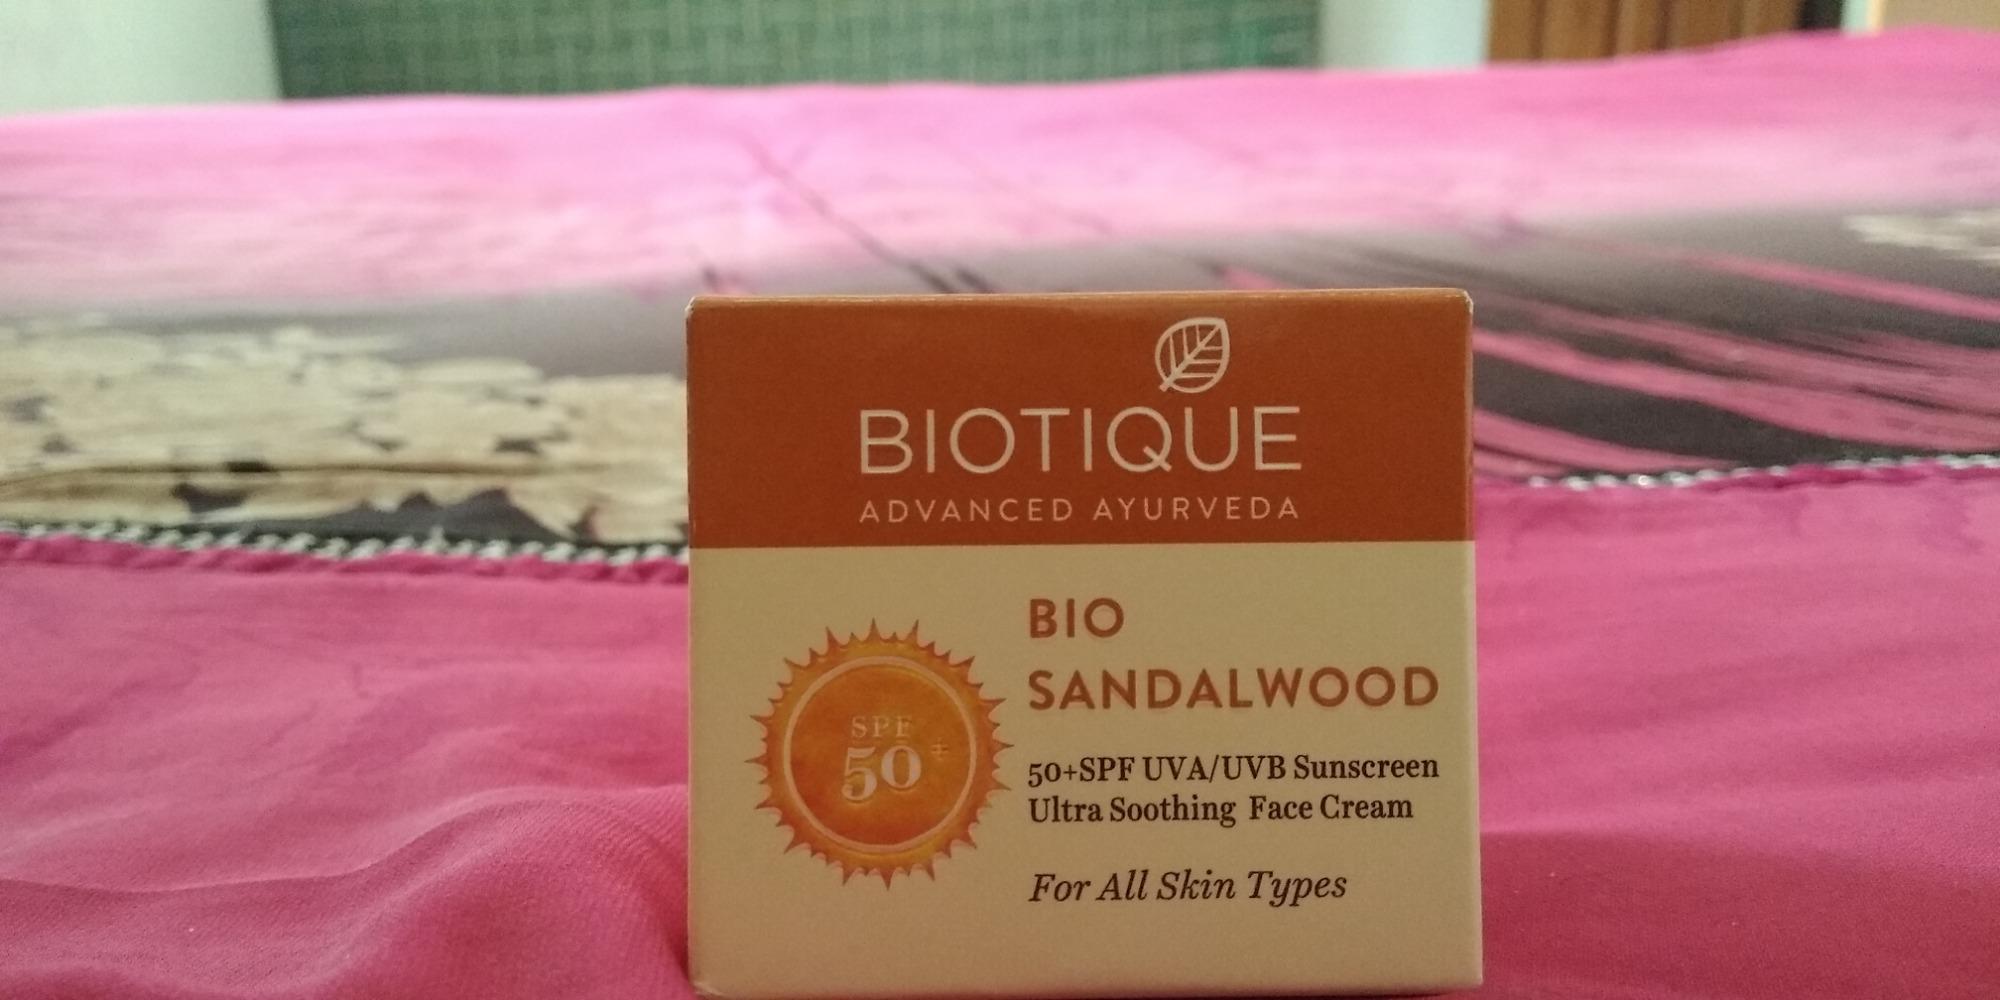 BIOTIQUE
ADVANCED AYURVEDA
SPF
50+
BIO
SANDALWOOD
50+SPF UVA/UVB Sunscreen
Ultra Soothing Face Cream
For All Skin Types